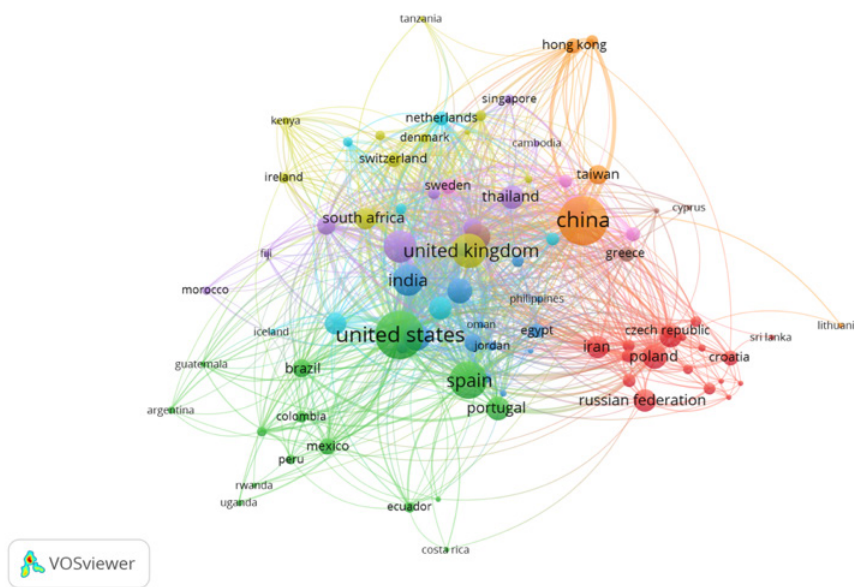 tanzania
hong kong
singapore
netherlands
kenya
denmark
cambodia
switzerland
ireland
sweden
taiwan
thailand
south africa
cyprus
china
united kingdom
greece
fiji
india
morocco
philippines
iceland
oman
egypt
czech republic
lithuani
united states
sri lanka
jordan
iran
poland
croatia
guatemala
brazil
spain
russian federation
argentina
portugal
colombia
mexico
peru
rwanda
uganda
ecuador
costa rica
VOSviewer